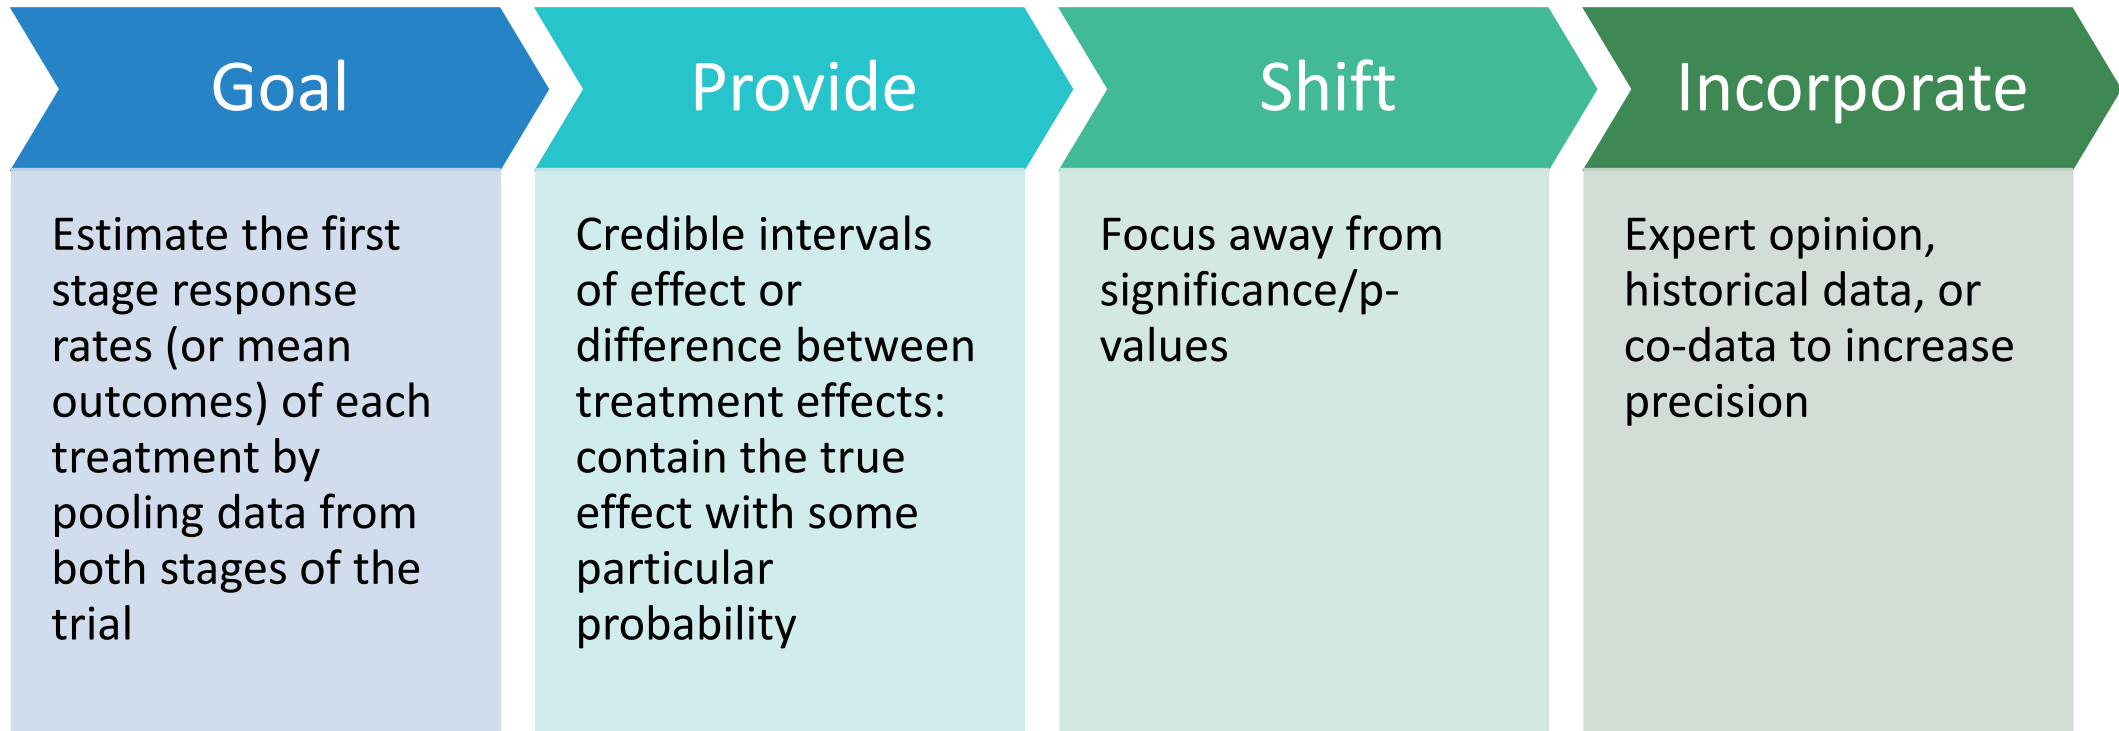 Goal
Estimate the first
stage response
rates (or mean
outcomes) of each
treatment by
pooling data from
both stages of the
trial
Provide
Credible intervals
of effect or
difference between
treatment effects:
contain the true
effect with some
particular
probability
Shift
Focus away from
significance/p-
values
Incorporate
Expert opinion,
historical data, or
co-data to increase
precision